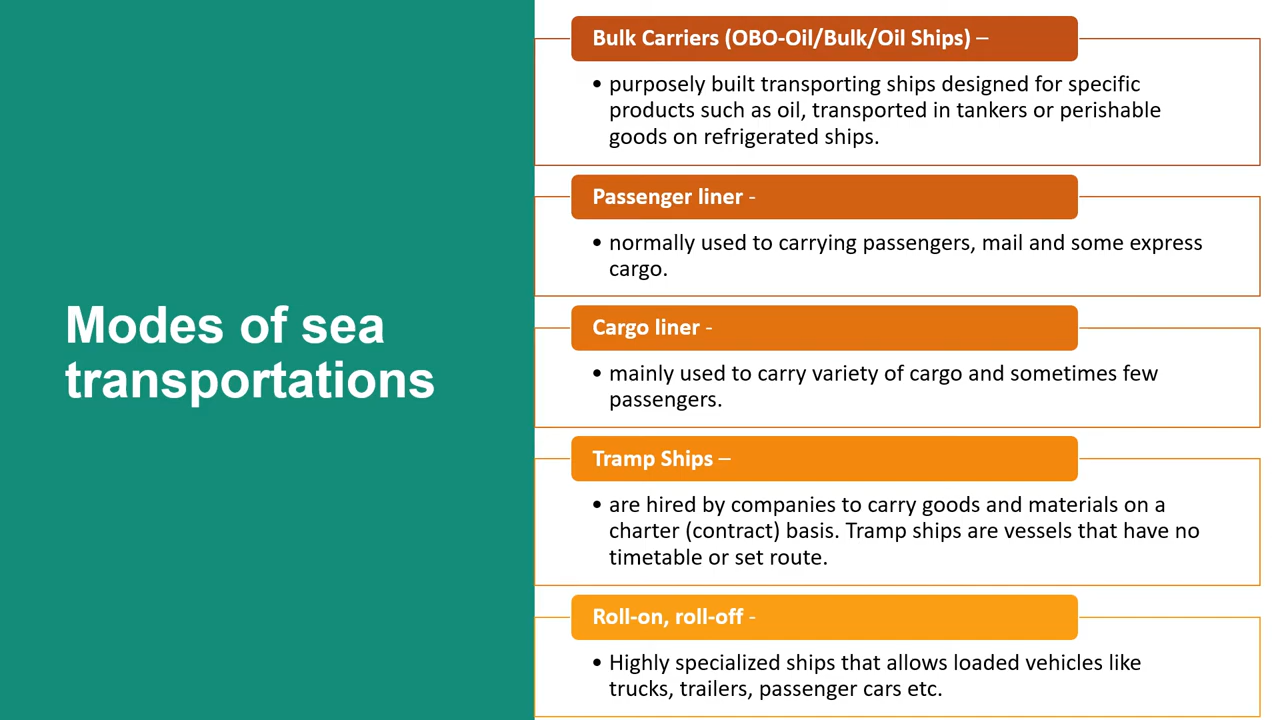 Modes of sea
transportations
Bulk Carriers (OBO-Oil/Bulk/Oil Ships) –
• purposely built transporting ships designed for specific
products such as oil, transported in tankers or perishable
goods on refrigerated ships.
Passenger liner -
• normally used to carrying passengers, mail and some express
cargo.
Cargo liner -
• mainly used to carry variety of cargo and sometimes few
passengers.
Tramp Ships –
• are hired by companies to carry goods and materials on a
charter (contract) basis. Tramp ships are vessels that have no
timetable or set route.
Roll-on, roll-off -
• Highly specialized ships that allows loaded vehicles like
trucks, trailers, passenger cars etc.